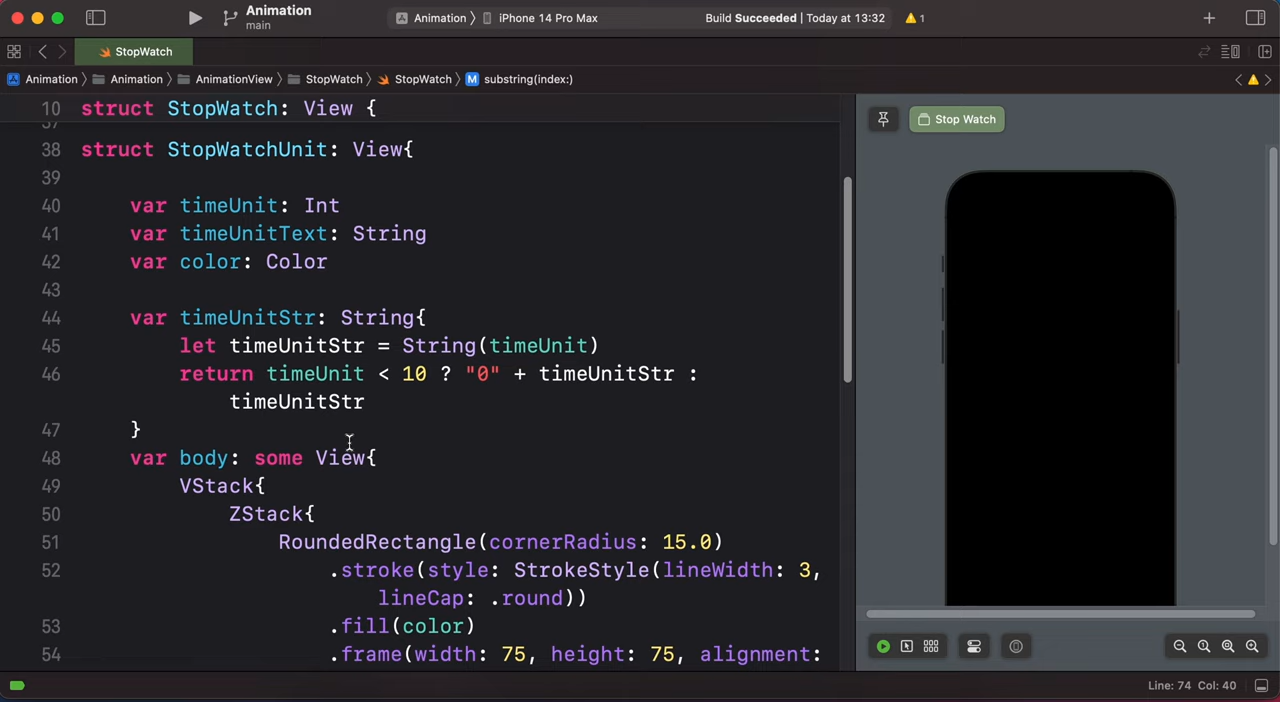 Animation
main
Animation 〉 iPhone 14 Pro Max
Build Succeeded | Today at 13:32
1
StopWatch
Animation 〉 Animation 〉 AnimationView 〉 StopWatch 〉 StopWatch 〉 M substring(index:)
10 struct StopWatch: View {
38 struct StopWatchUnit: View{
39
40 var timeUnit: Int
41 var timeUnitText: String
42 var color: Color
43
44 var timeUnitStr: String{
45 let timeUnitStr = String(timeUnit)
46 return timeUnit < 10 ? "0" + timeUnitStr :
timeUnitStr
47 }
48 var body: some View{
49 VStack{
50 ZStack{
51 RoundedRectangle(cornerRadius: 15.0)
52 .stroke(style: StrokeStyle(lineWidth: 3,
lineCap: .round))
53 .fill(color)
54 .frame(width: 75, height: 75, alignment:
Stop Watch
Line: 74 Col: 40